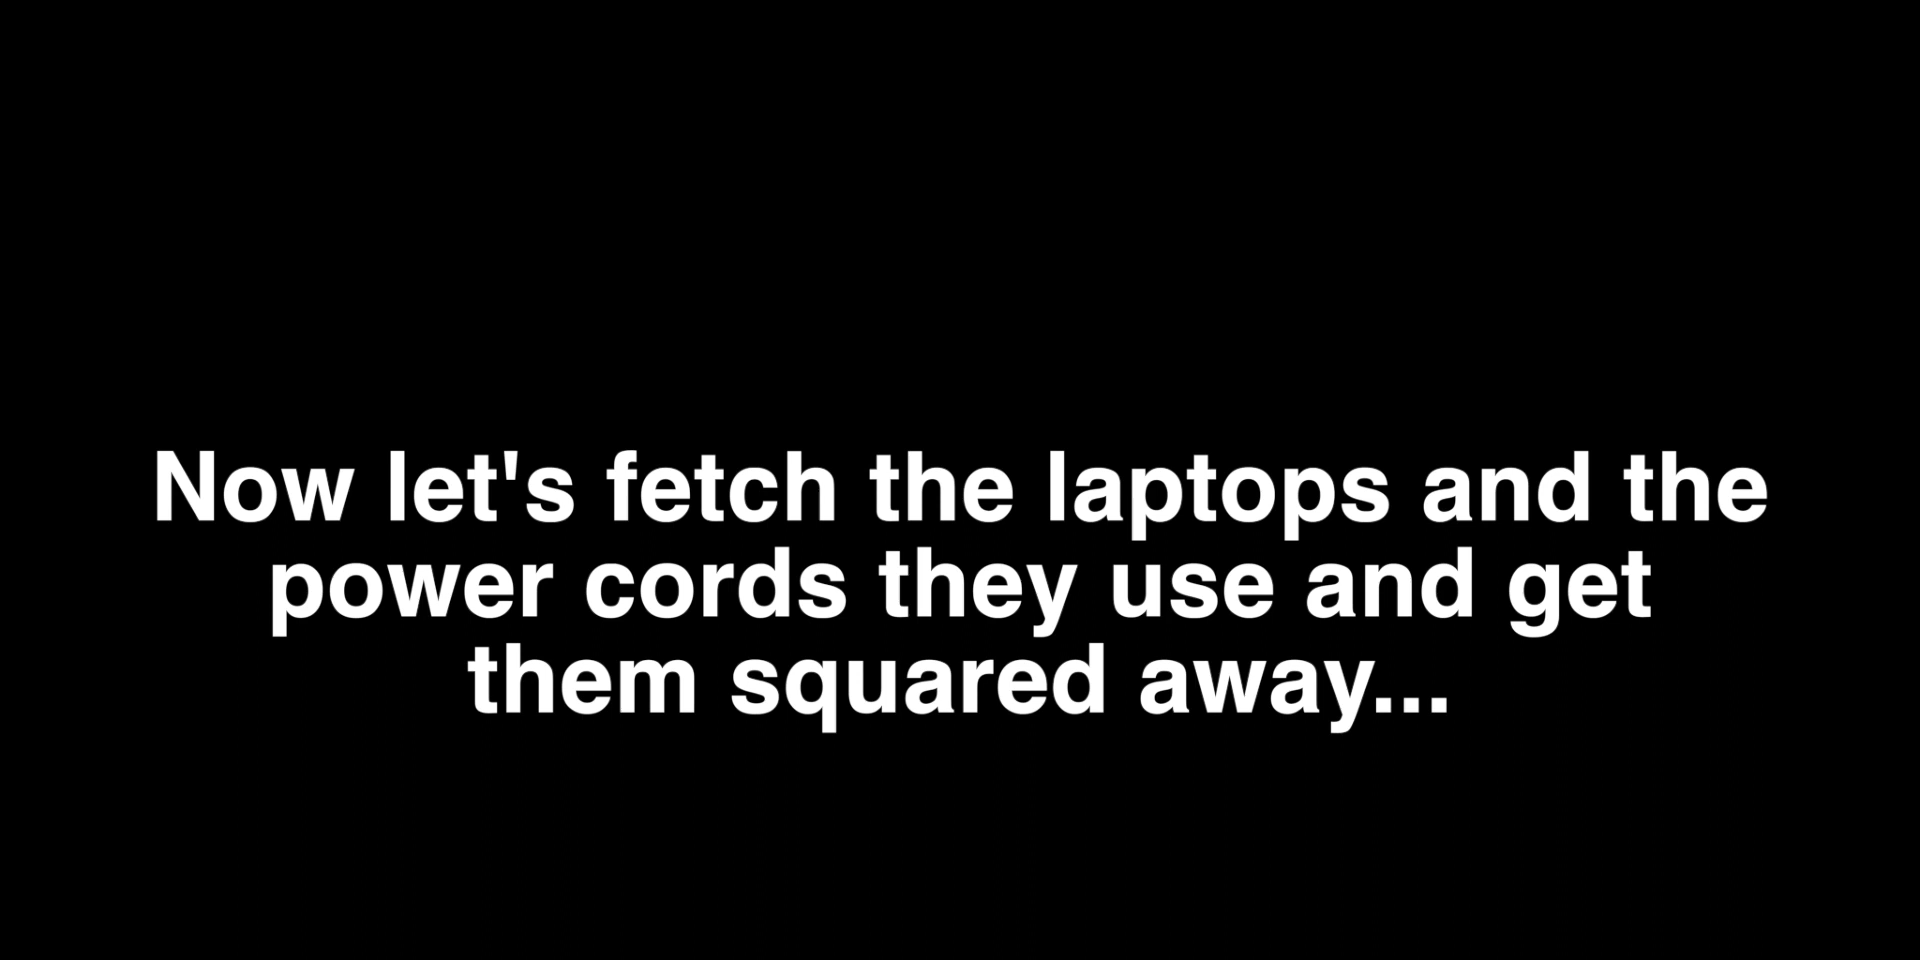 Now let's fetch the laptops and the
power cords they use and get
them squared away...